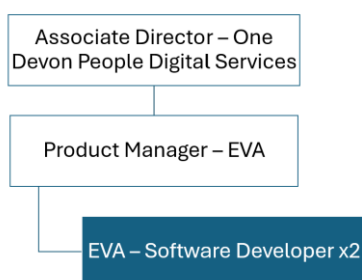 Associate Director – One
Devon People Digital Services
Product Manager – EVA
EVA – Software Developer x2